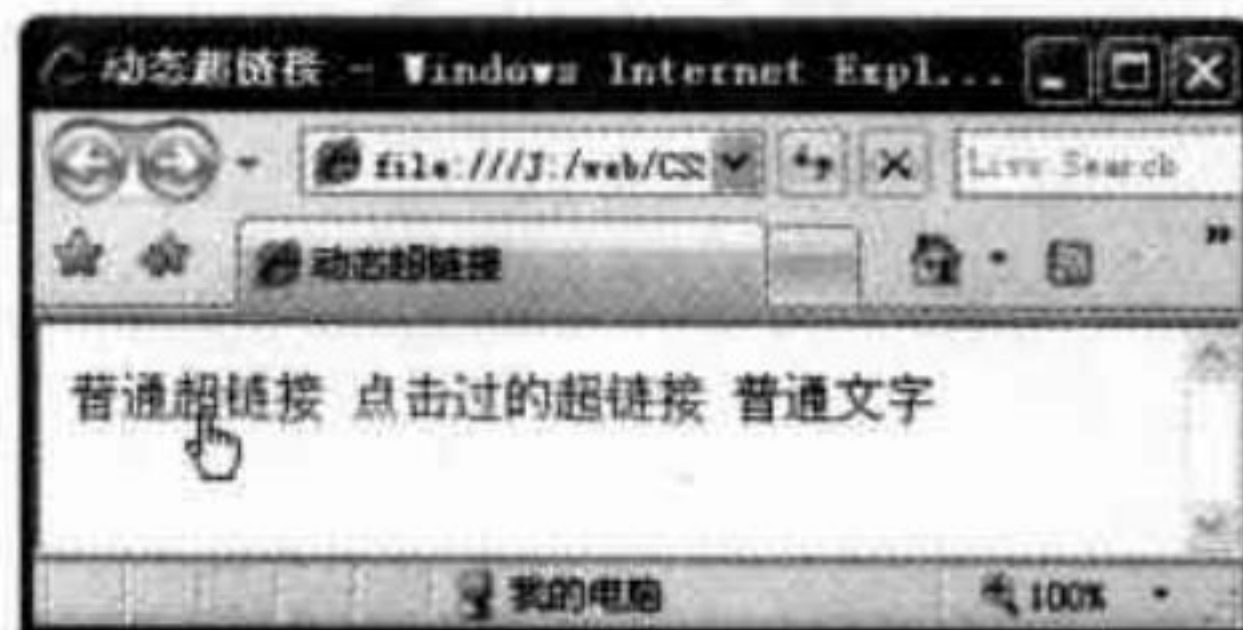 动态超链接 - Windows Internet Expl...
file:///J:/web/CSS
Live Search
动态超链接
普通超链接 点击过的超链接 普通文字
我的电脑
100%